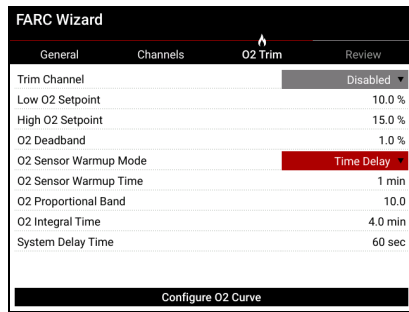 FARC Wizard
General Channels O2 Trim Review
Trim Channel Disabled
Low O2 Setpoint 10.0 %
High O2 Setpoint 15.0 %
O2 Deadband 1.0 %
O2 Sensor Warmup Mode Time Delay
O2 Sensor Warmup Time 1 min
O2 Proportional Band 10.0
O2 Integral Time 4.0 min
System Delay Time 60 sec
Configure O2 Curve